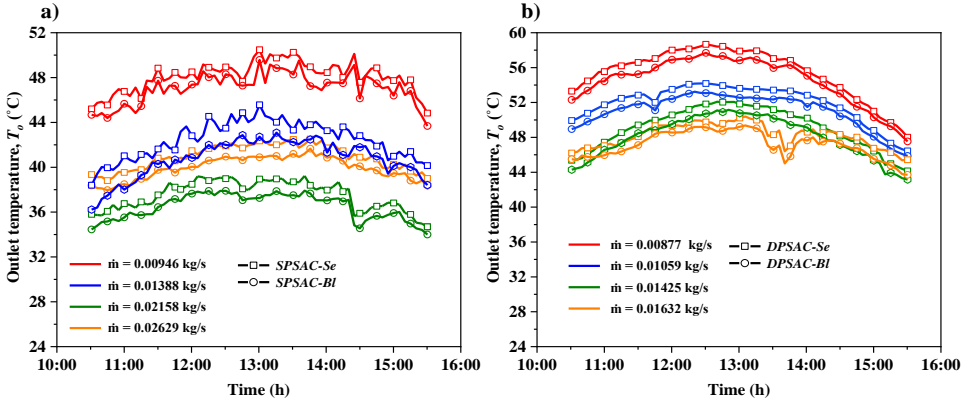 a)
Outlet temperature, To (°C)
52
48
44
40
36
32
28
24
ṁ = 0.00946 kg/s
ṁ = 0.01388 kg/s
ṁ = 0.02158 kg/s
ṁ = 0.02629 kg/s
SPSAC-Se
SPSAC-Bl
10:00 11:00 12:00 13:00 14:00 15:00 16:00
Time (h)
b)
Outlet temperature, To (°C)
60
56
52
48
44
40
36
32
28
24
ṁ = 0.00877 kg/s
ṁ = 0.01059 kg/s
ṁ = 0.01425 kg/s
ṁ = 0.01632 kg/s
DPSAC-Se
DPSAC-Bl
10:00 11:00 12:00 13:00 14:00 15:00 16:00
Time (h)